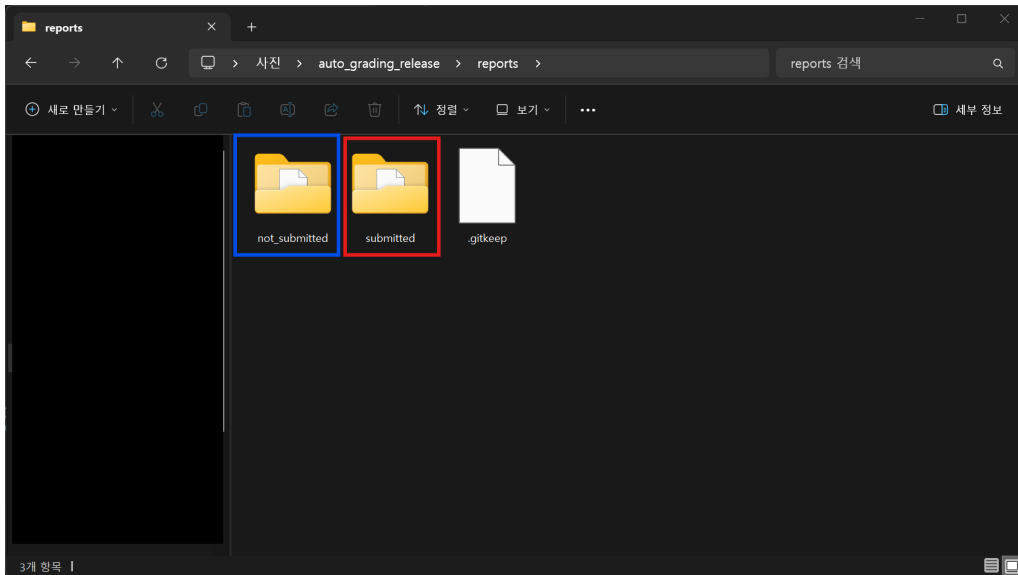 reports
사진 > auto_grading_release > reports >
reports 검색
새로 만들기
정렬
보기
세부 정보
not_submitted
submitted
.gitkeep
3개 항목